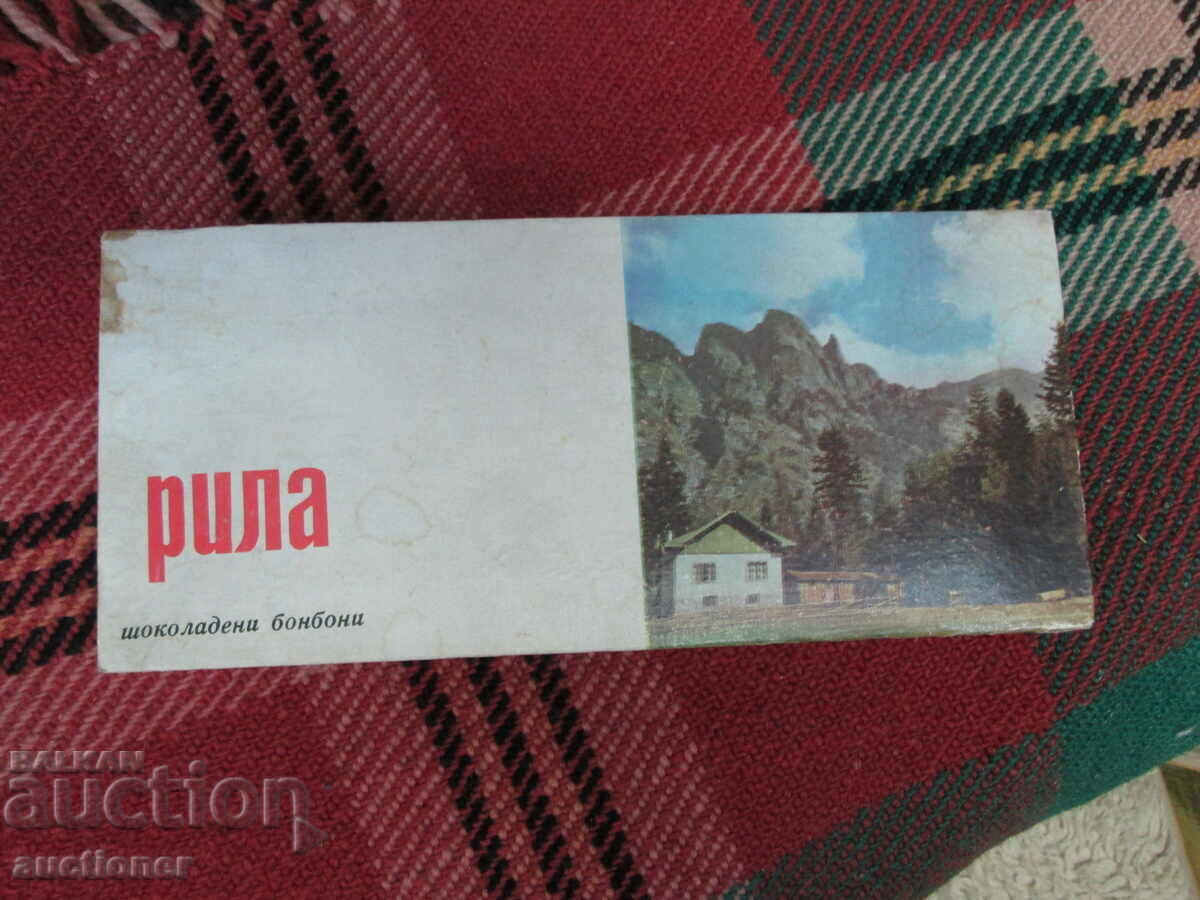 рила
шоколадени бонбони
BALKAN
auction
auctioner